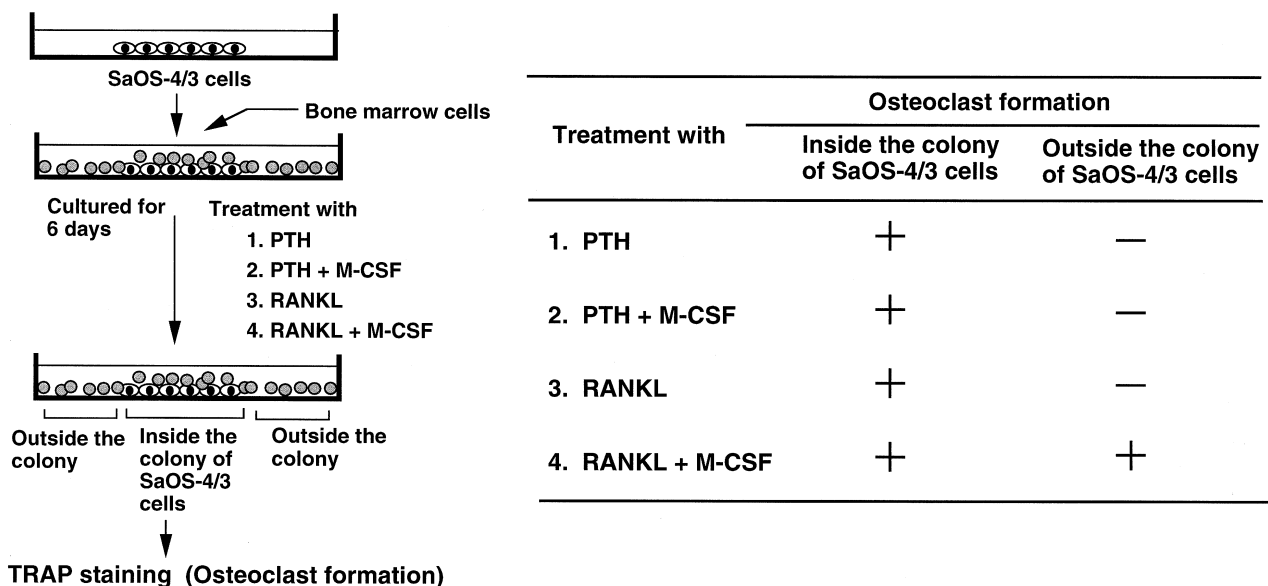 SaOS-4/3 cells
Bone marrow cells
Cultured for
6 days
Treatment with
1. PTH
2. PTH + M-CSF
3. RANKL
4. RANKL + M-CSF
Outside the
colony
Inside the
colony of
SaOS-4/3
cells
Outside the
colony
TRAP staining (Osteoclast formation)
Treatment with
Osteoclast formation
Inside the colony
of SaOS-4/3 cells
Outside the colony
of SaOS-4/3 cells
1. PTH + —
2. PTH + M-CSF + —
3. RANKL + —
4. RANKL + M-CSF + +